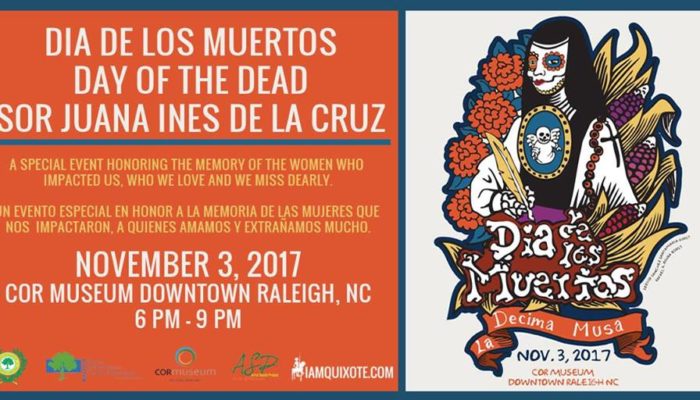 DIA DE LOS MUERTOS
DAY OF THE DEAD
SOR JUANA INES DE LA CRUZ
A SPECIAL EVENT HONORING THE MEMORY OF THE WOMEN WHO
IMPACTED US, WHO WE LOVE AND WE MISS DEARLY.
UN EVENTO ESPECIAL EN HONOR A LA MEMORIA DE LAS MUJERES QUE
NOS IMPACTARON, A QUIENES AMAMOS Y EXTRAÑAMOS MUCHO.
NOVEMBER 3, 2017
COR MUSEUM DOWNTOWN RALEIGH, NC
6 PM - 9 PM
CORmuseum
ASP
IAMQUIXOTE.COM
Dia de
los
Muertos
La Decima Musa
NOV. 3, 2017
COR MUSEUM
DOWNTOWN RALEIGH NC